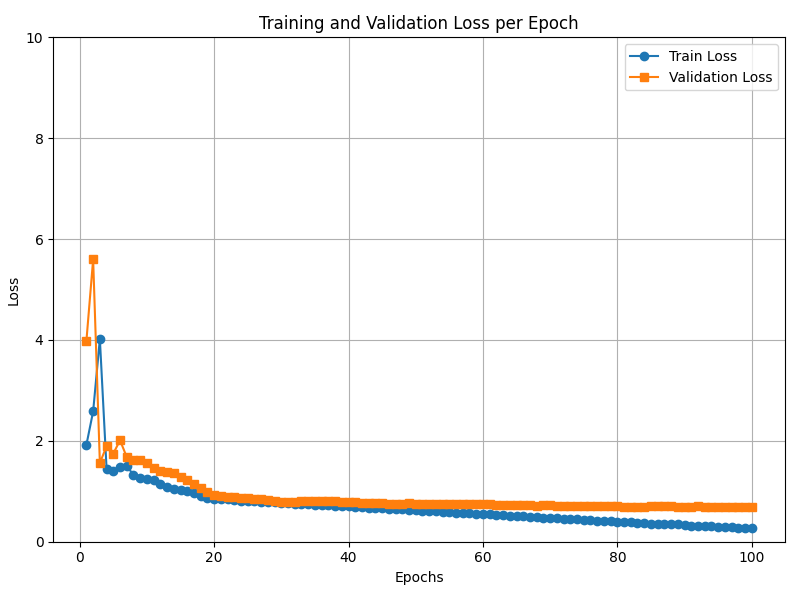 Training and Validation Loss per Epoch
10
8
6
4
2
0
Loss
Train Loss
Validation Loss
0 20 40 60 80 100
Epochs